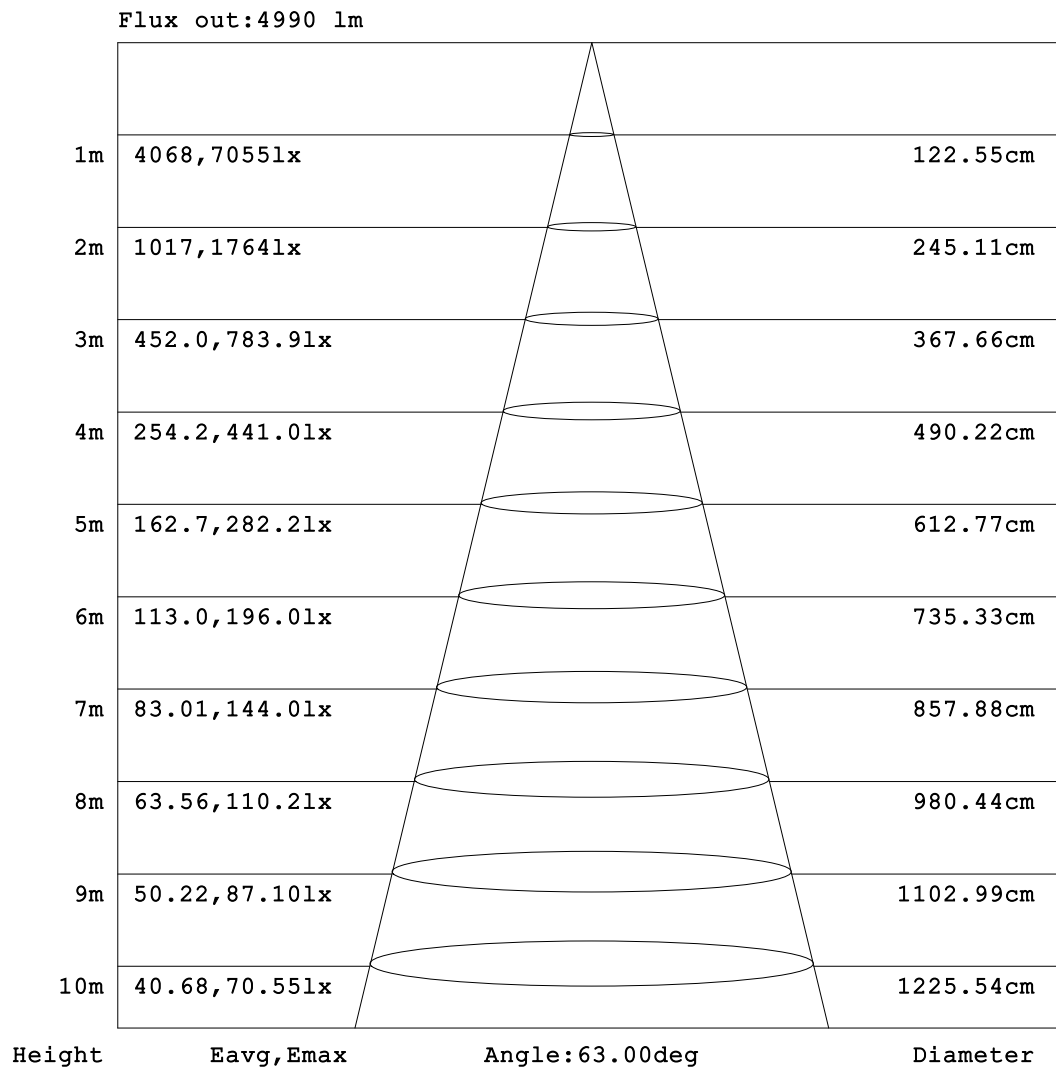 Flux out:4990 lm
1m 4068,7055lx 122.55cm
2m 1017,1764lx 245.11cm
3m 452.0,783.9lx 367.66cm
4m 254.2,441.0lx 490.22cm
5m 162.7,282.2lx 612.77cm
6m 113.0,196.0lx 735.33cm
7m 83.01,144.0lx 857.88cm
8m 63.56,110.2lx 980.44cm
9m 50.22,87.10lx 1102.99cm
10m 40.68,70.55lx 1225.54cm
Height Eavg,Emax Angle:63.00deg Diameter